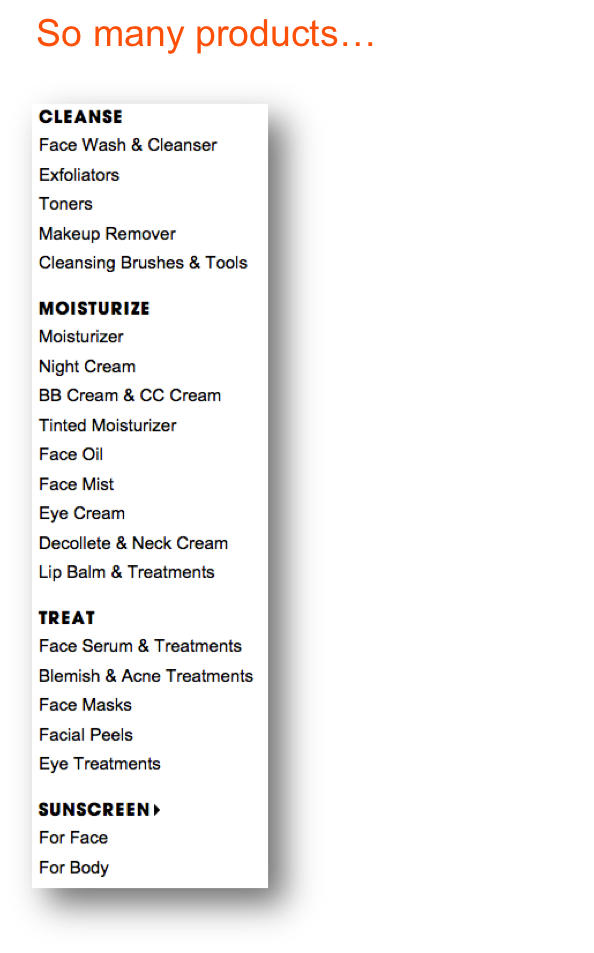 So many products…
CLEANSE
Face Wash & Cleanser
Exfoliators
Toners
Makeup Remover
Cleansing Brushes & Tools
MOISTURIZE
Moisturizer
Night Cream
BB Cream & CC Cream
Tinted Moisturizer
Face Oil
Face Mist
Eye Cream
Decollete & Neck Cream
Lip Balm & Treatments
TREAT
Face Serum & Treatments
Blemish & Acne Treatments
Face Masks
Facial Peels
Eye Treatments
SUNSCREEN
For Face
For Body